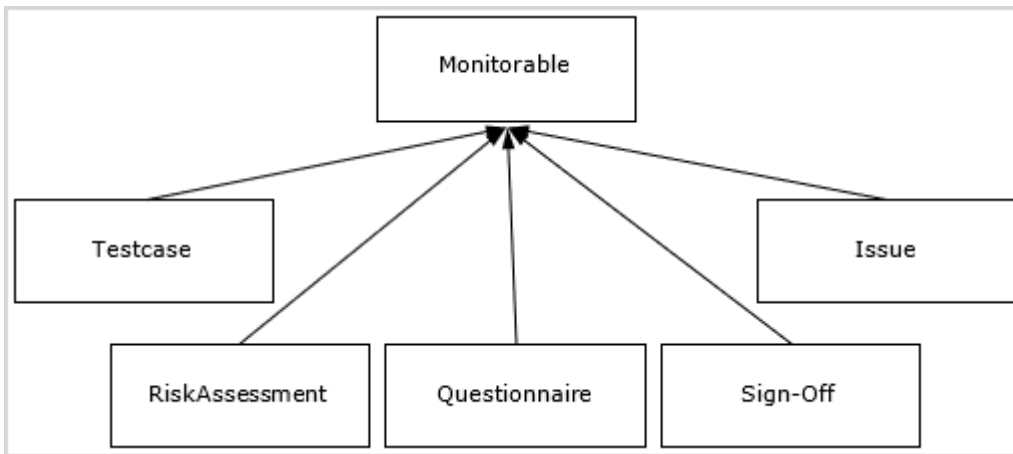 Monitorable
Testcase
Issue
RiskAssessment
Questionnaire
Sign-Off